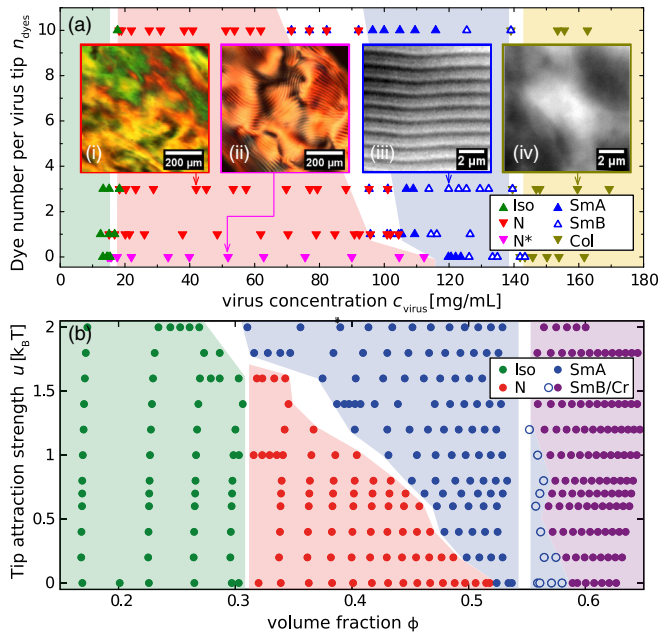 (a)
Dye number per virus tip n_dyes
10
8
6
4
2
0
(i)
200 μm
(ii)
200 μm
(iii)
2 μm
(iv)
2 μm
Iso
N
N*
SmA
SmB
Col
0 20 40 60 80 100 120 140 160 180
virus concentration c_virus [mg/mL]
(b)
Tip attraction strength u [k_BT]
2
1.5
1
0.5
0
Iso
N
SmA
SmB/Cr
0.2 0.3 0.4 0.5 0.6
volume fraction ϕ